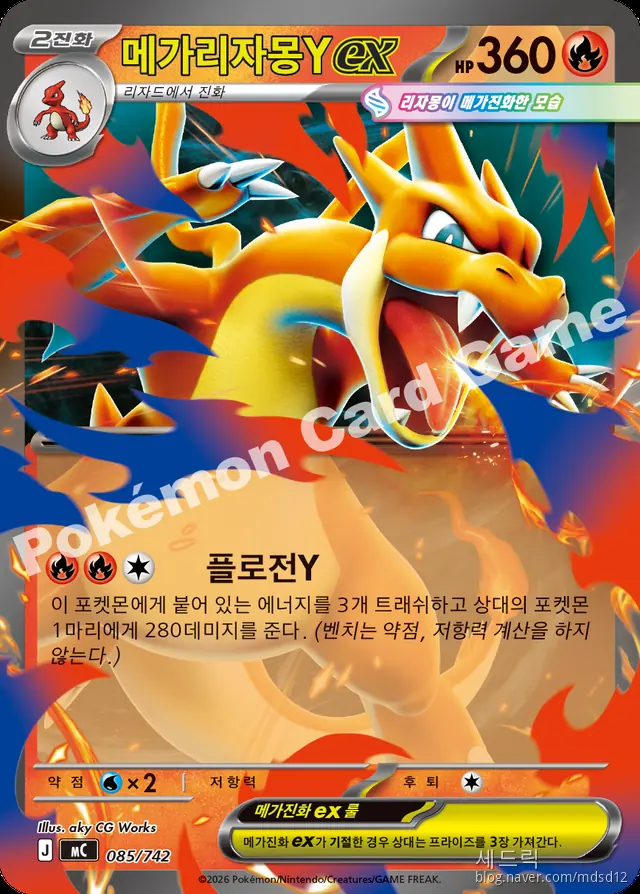 2진화
메가리자몽Y ex
HP 360
리자드에서 진화
리자몽이 메가진화한 모습
Pokémon Card Game
플로전Y
이 포켓몬에게 붙어 있는 에너지를 3개 트래쉬하고 상대의 포켓몬
1마리에게 280데미지를 준다. (벤치는 약점, 저항력 계산을 하지
않는다.)
약점 ×2 저항력 후퇴
메가진화 ex 룰
메가진화 ex가 기절한 경우 상대는 프라이즈를 3장 가져간다.
Illus. aky CG Works
J MC 085/742
©2026 Pokémon/Nintendo/Creatures/GAME FREAK.
세드릭
blog.naver.com/mdsd12